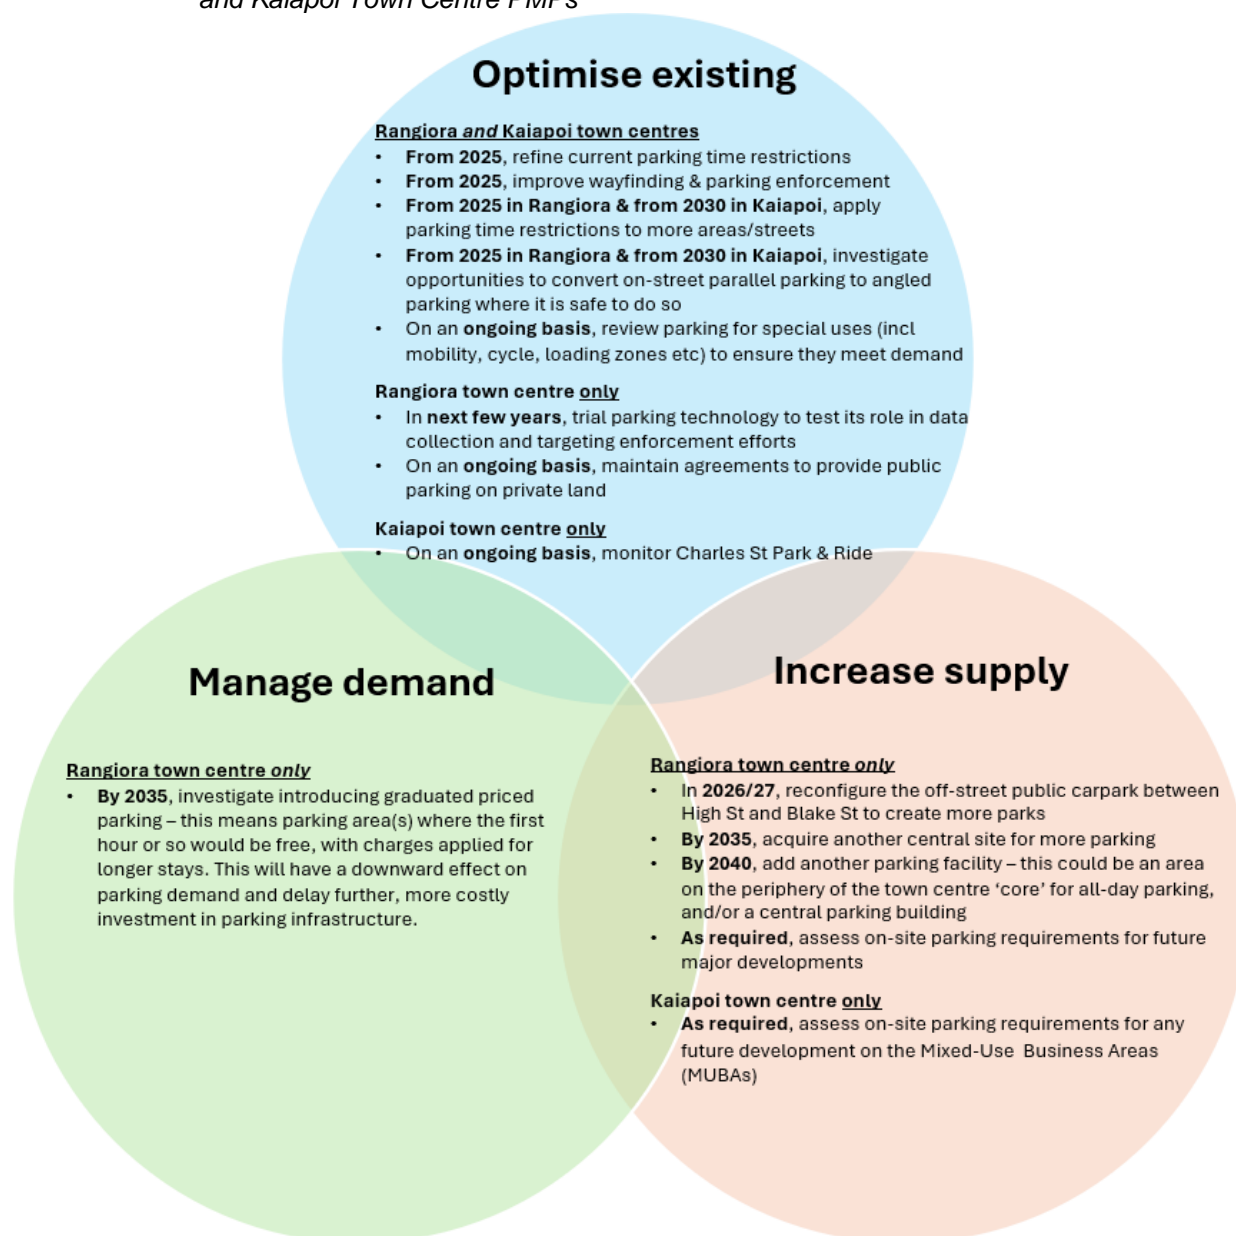 and Kaiapoi Town Centre PMPs
Optimise existing
Rangiora and Kaiapoi town centres
• From 2025, refine current parking time restrictions
• From 2025, improve wayfinding & parking enforcement
• From 2025 in Rangiora & from 2030 in Kaiapoi, apply
parking time restrictions to more areas/streets
• From 2025 in Rangiora & from 2030 in Kaiapoi, investigate
opportunities to convert on-street parallel parking to angled
parking where it is safe to do so
• On an ongoing basis, review parking for special uses (incl
mobility, cycle, loading zones etc) to ensure they meet demand
Rangiora town centre only
• In next few years, trial parking technology to test its role in data
collection and targeting enforcement efforts
• On an ongoing basis, maintain agreements to provide public
parking on private land
Kaiapoi town centre only
• On an ongoing basis, monitor Charles St Park & Ride
Manage demand
Rangiora town centre only
• By 2035, investigate introducing graduated priced
parking – this means parking area(s) where the first
hour or so would be free, with charges applied for
longer stays. This will have a downward effect on
parking demand and delay further, more costly
investment in parking infrastructure.
Increase supply
Rangiora town centre only
• In 2026/27, reconfigure the off-street public carpark between
High St and Blake St to create more parks
• By 2035, acquire another central site for more parking
• By 2040, add another parking facility – this could be an area
on the periphery of the town centre ‘core’ for all-day parking,
and/or a central parking building
• As required, assess on-site parking requirements for future
major developments
Kaiapoi town centre only
• As required, assess on-site parking requirements for any
future development on the Mixed-Use Business Areas
(MUBAs)